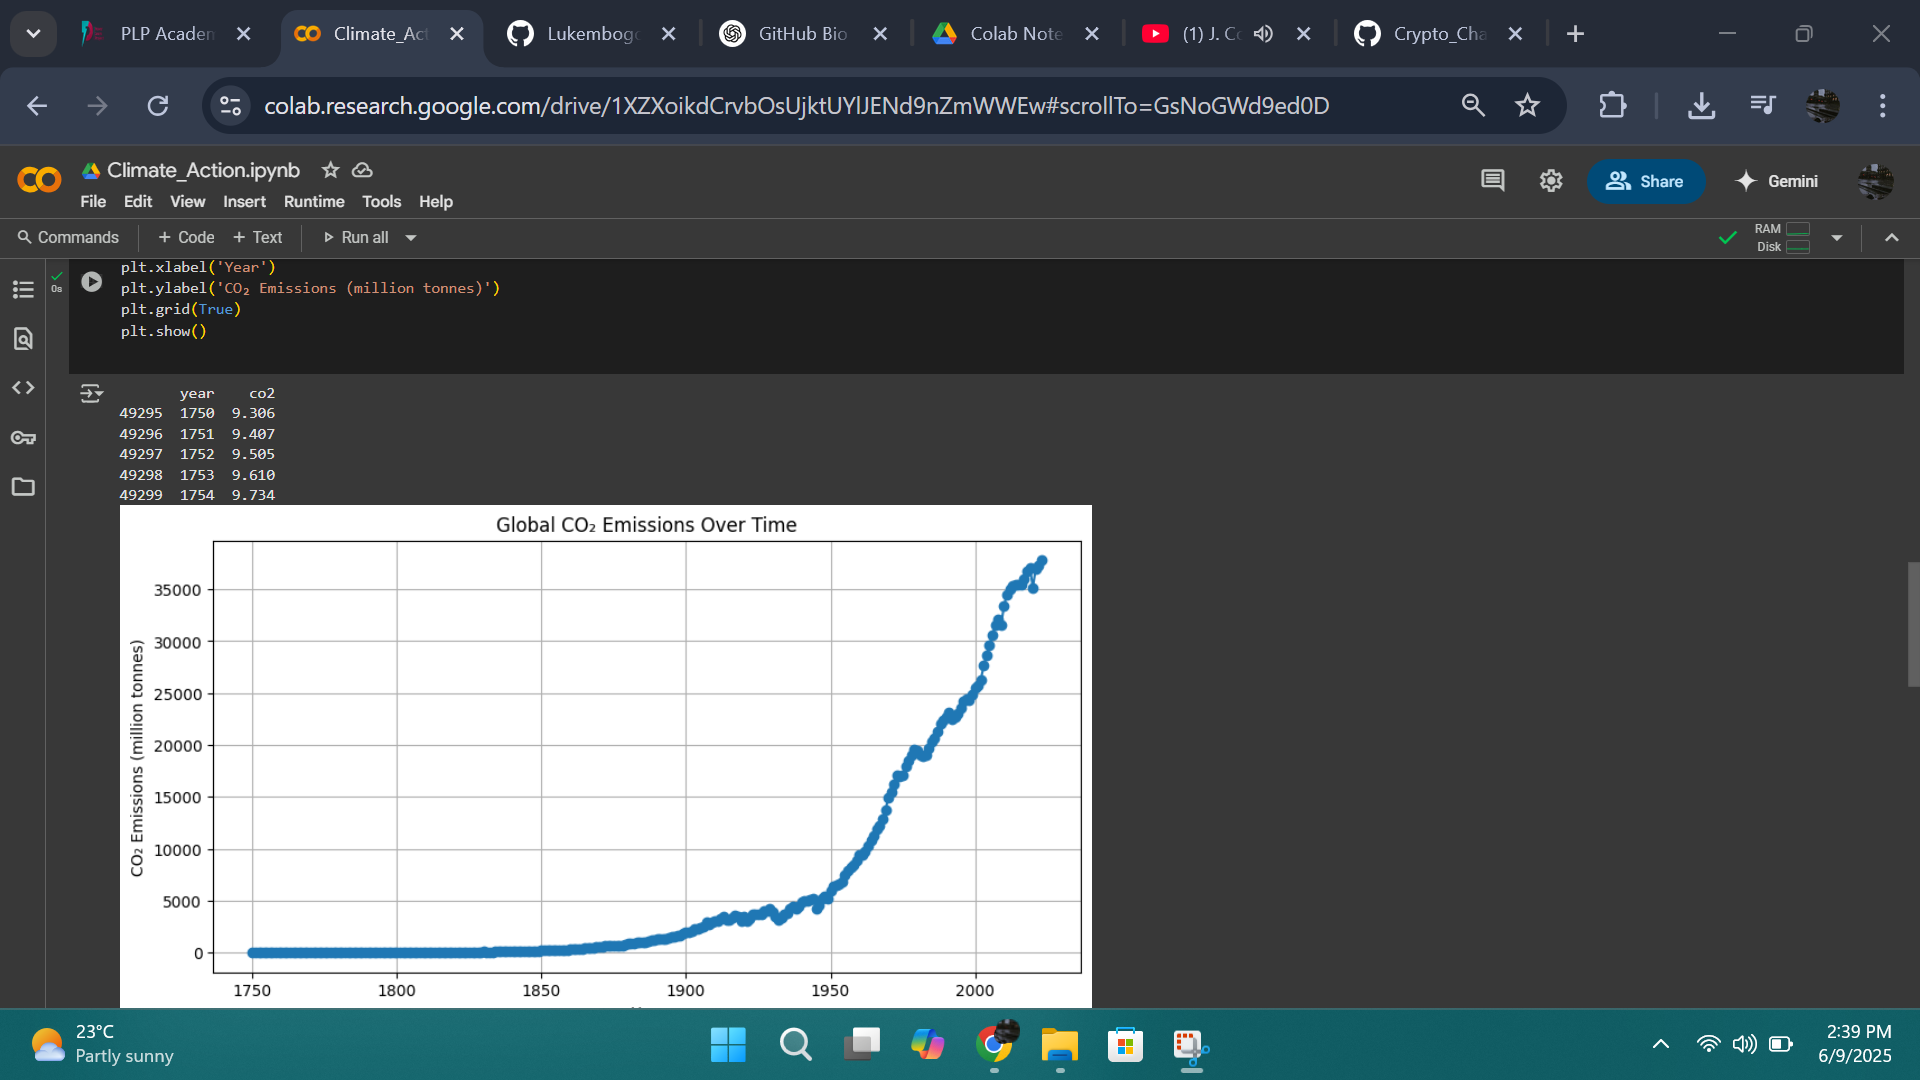 PLP Academ
Climate_Act
Lukembogo
GitHub Bio
Colab Note
(1) J. Co
Crypto_Cha
colab.research.google.com/drive/1XZXoikdCrvbOsUjktUYlJENd9nZmWWEw#scrollTo=GsNoGWd9ed0D
Climate_Action.ipynb
Share
Gemini
File Edit View Insert Runtime Tools Help
Commands + Code + Text Run all
RAM
Disk
0s
plt.xlabel('Year')
plt.ylabel('CO₂ Emissions (million tonnes)')
plt.grid(True)
plt.show()
year co2
49295 1750 9.306
49296 1751 9.407
49297 1752 9.505
49298 1753 9.610
49299 1754 9.734
Global CO₂ Emissions Over Time
CO₂ Emissions (million tonnes)
35000
30000
25000
20000
15000
10000
5000
0
1750 1800 1850 1900 1950 2000
23°C
Partly sunny
2:39 PM
6/9/2025